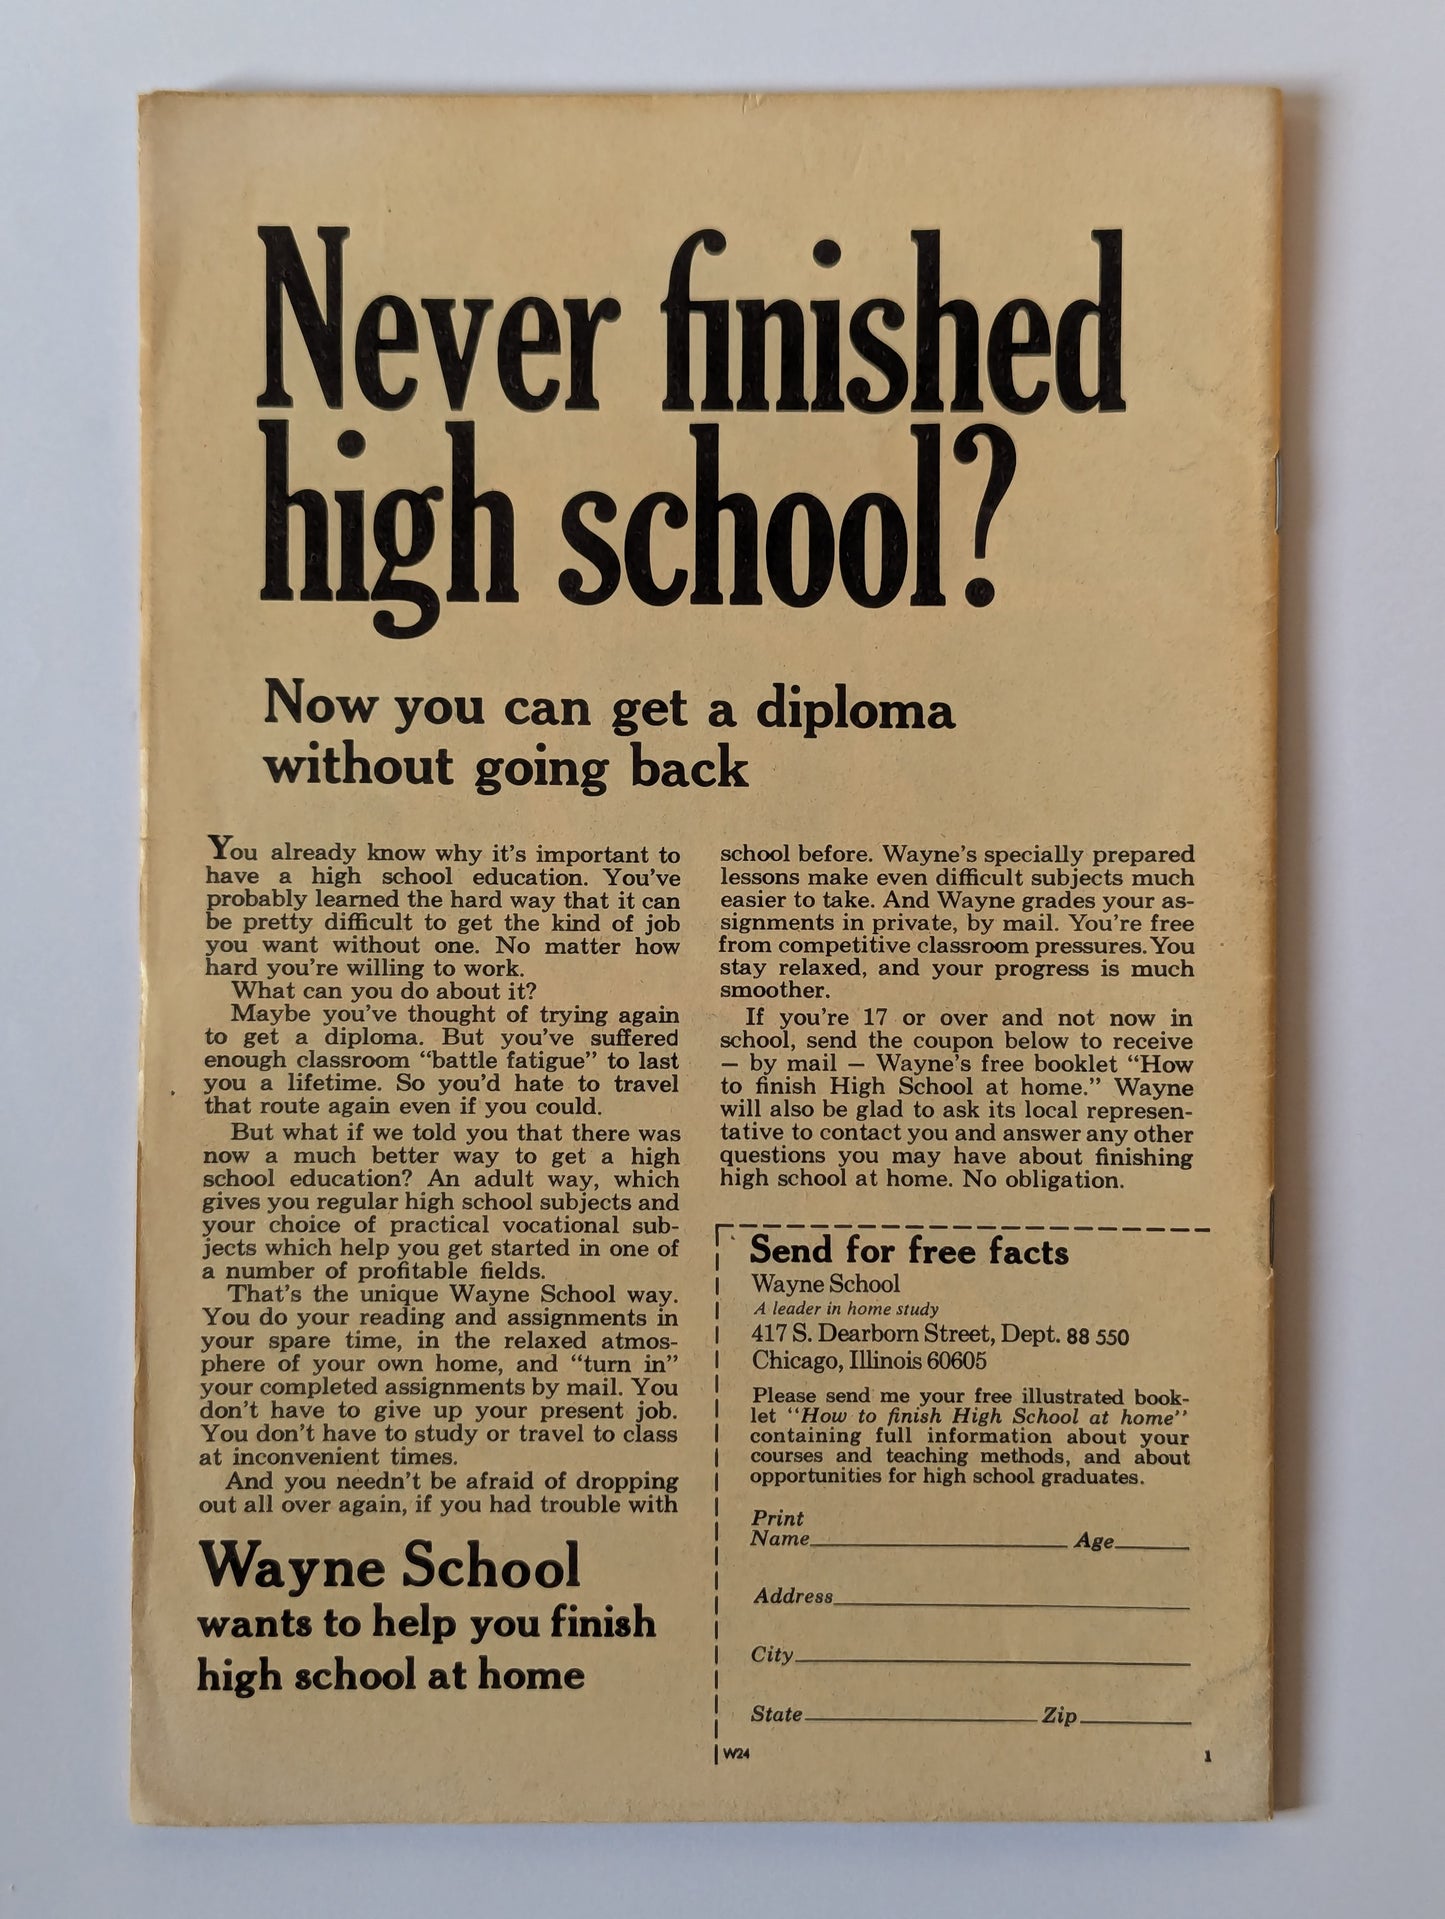 Never finished
high school?
Now you can get a diploma
without going back
You already know why it's important to
have a high school education. You've
probably learned the hard way that it can
be pretty difficult to get the kind of job
you want without one. No matter how
hard you're willing to work.
What can you do about it?
Maybe you've thought of trying again
to get a diploma. But you've suffered
enough classroom “battle fatigue” to last
you a lifetime. So you'd hate to travel
that route again even if you could.
But what if we told you that there was
now a much better way to get a high
school education? An adult way, which
gives you regular high school subjects and
your choice of practical vocational sub-
jects which help you get started in one of
a number of profitable fields.
That's the unique Wayne School way.
You do your reading and assignments in
your spare time, in the relaxed atmos-
phere of your own home, and “turn in”
your completed assignments by mail. You
don't have to give up your present job.
You don't have to study or travel to class
at inconvenient times.
And you needn't be afraid of dropping
out all over again, if you had trouble with
school before. Wayne's specially prepared
lessons make even difficult subjects much
easier to take. And Wayne grades your as-
signments in private, by mail. You're free
from competitive classroom pressures. You
stay relaxed, and your progress is much
smoother.
If you're 17 or over and not now in
school, send the coupon below to receive
— by mail — Wayne's free booklet “How
to finish High School at home.” Wayne
will also be glad to ask its local represen-
tative to contact you and answer any other
questions you may have about finishing
high school at home. No obligation.
Wayne School
wants to help you finish
high school at home
Send for free facts
Wayne School
A leader in home study
417 S. Dearborn Street, Dept. 88 550
Chicago, Illinois 60605
Please send me your free illustrated book-
let “How to finish High School at home”
containing full information about your
courses and teaching methods, and about
opportunities for high school graduates.
Print
Name Age
Address
City
State Zip
W24 1